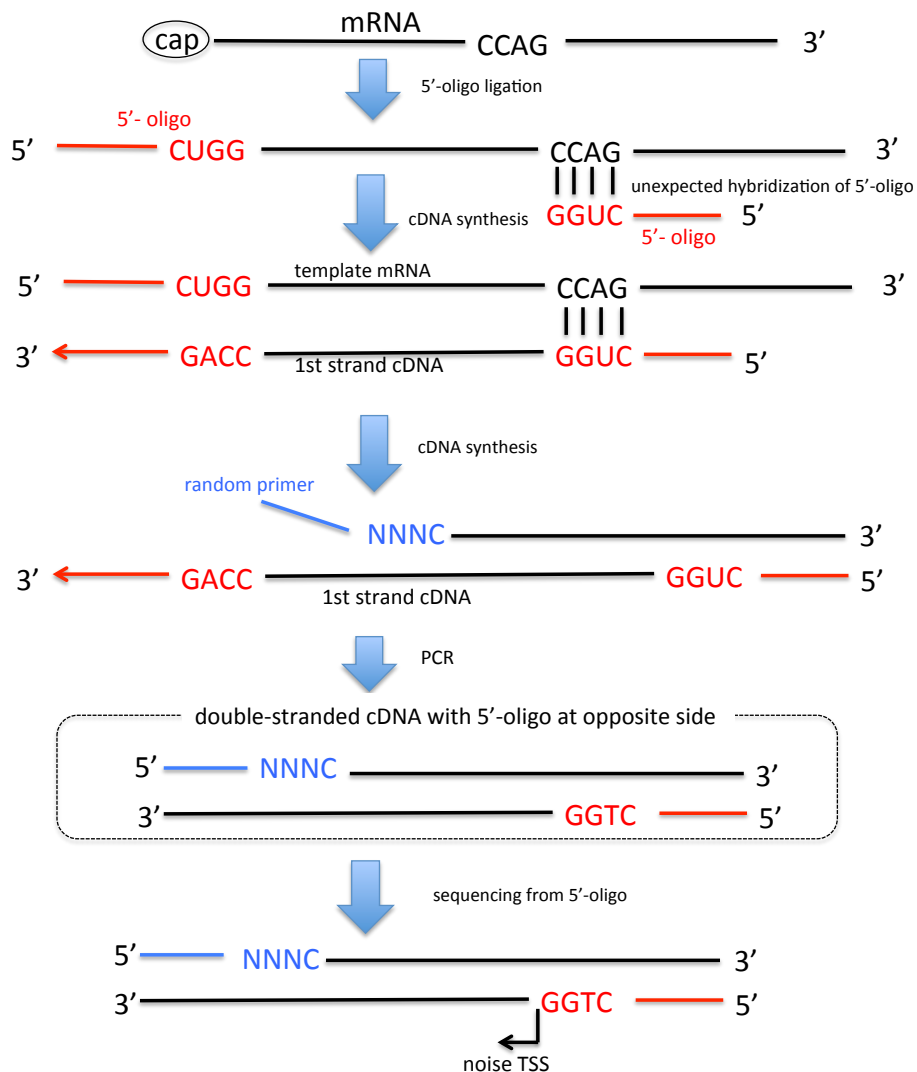 mRNA
cap CCAG 3’
5’-oligo ligation
5’- oligo
5’ CUGG CCAG 3’
unexpected hybridization of 5’-oligo
cDNA synthesis GGUC 5’
5’- oligo
template mRNA
5’ CUGG CCAG 3’
3’ GACC GGUC 5’
1st strand cDNA
cDNA synthesis
random primer
NNNC 3’
3’ GACC GGUC 5’
1st strand cDNA
PCR
double-stranded cDNA with 5’-oligo at opposite side
5’ NNNC 3’
3’ GGTC 5’
sequencing from 5’-oligo
5’ NNNC 3’
3’ GGTC 5’
noise TSS